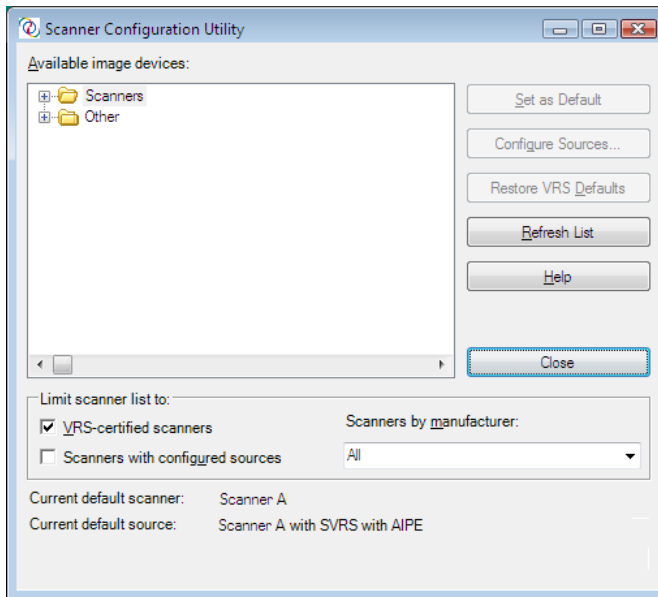 Scanner Configuration Utility
Available image devices:
Scanners
Other
Set as Default
Configure Sources...
Restore VRS Defaults
Refresh List
Help
Close
Limit scanner list to:
VRS-certified scanners
Scanners with configured sources
Scanners by manufacturer:
All
Current default scanner: Scanner A
Current default source: Scanner A with SVRS with AIPE